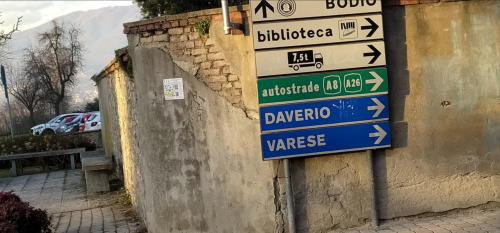 BODIO
biblioteca
7,5t
autostrade A8 A26
DAVERIO
VARESE